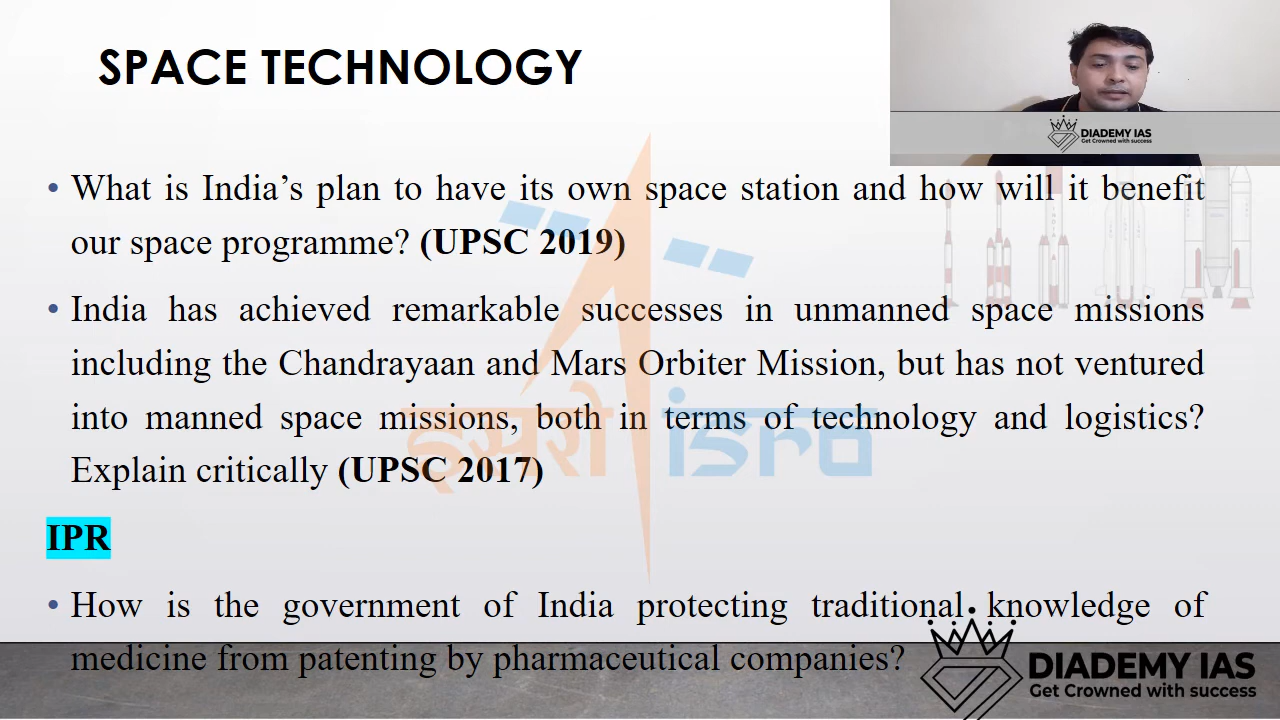 SPACE TECHNOLOGY
DIADEMY IAS
Get Crowned with success
• What is India’s plan to have its own space station and how will it benefit
our space programme? (UPSC 2019)
• India has achieved remarkable successes in unmanned space missions
including the Chandrayaan and Mars Orbiter Mission, but has not ventured
into manned space missions, both in terms of technology and logistics?
Explain critically (UPSC 2017)
इसरो isro
IPR
• How is the government of India protecting traditional knowledge of
medicine from patenting by pharmaceutical companies?
DIADEMY IAS
Get Crowned with success